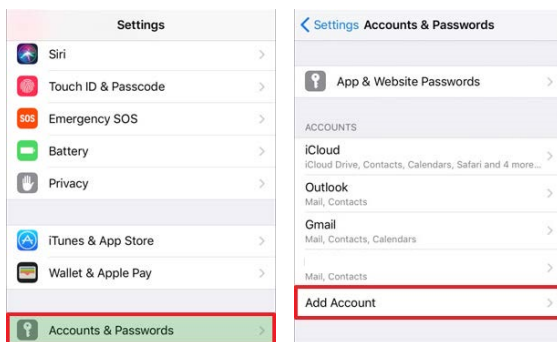 Settings
Siri
Touch ID & Passcode
SOS Emergency SOS
Battery
Privacy
iTunes & App Store
Wallet & Apple Pay
Accounts & Passwords
Settings Accounts & Passwords
App & Website Passwords
ACCOUNTS
iCloud
iCloud Drive, Contacts, Calendars, Safari and 4 more...
Outlook
Mail, Contacts
Gmail
Mail, Contacts, Calendars
Mail, Contacts
Add Account